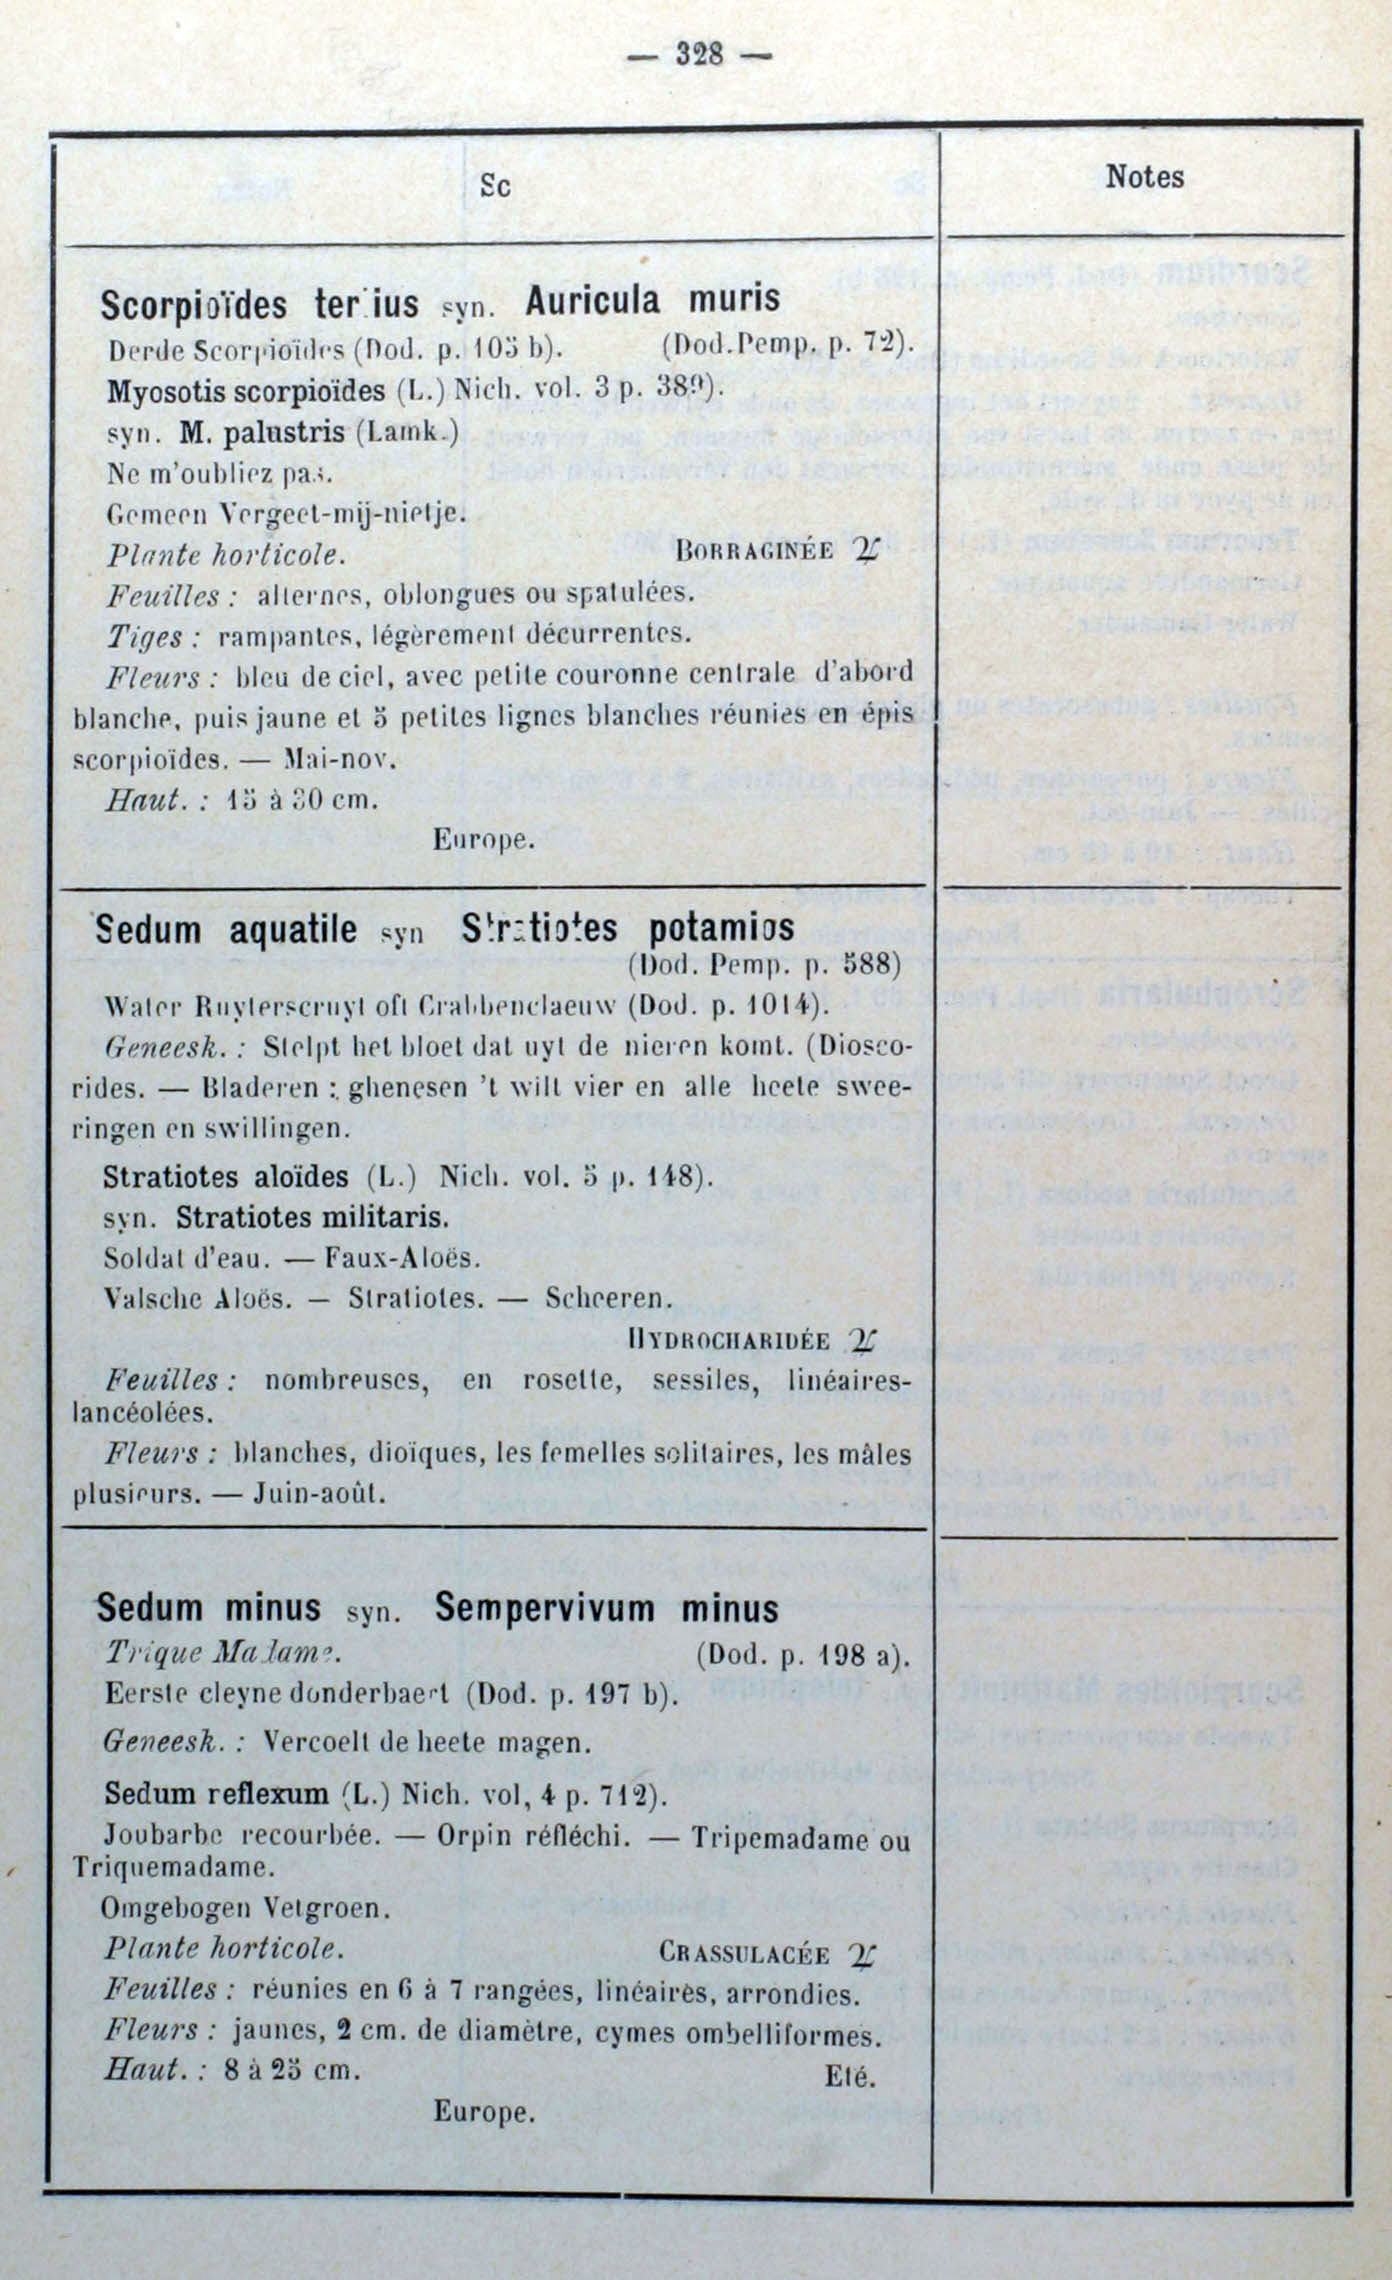 — 328 —
Sc
Notes
Scorpioïdes tertius syn. Auricula muris
Derde Scorpioïdes (Dod. p. 105 b). (Dod. Pemp. p. 72).
Myosotis scorpioïdes (L.) Nich. vol. 3 p. 389).
syn. M. palustris (Lamk.)
Ne m'oubliez pas.
Gemeen Vergeet-mij-nietje.
Plante horticole. BORRAGINÉE ♃
Feuilles : alternes, oblongues ou spatulées.
Tiges : rampantes, légèrement décurrentes.
Fleurs : bleu de ciel, avec petite couronne centrale d'abord
blanche, puis jaune et 5 petites lignes blanches réunies en épis
scorpioïdes. — Mai-nov.
Haut. : 15 à 30 cm.
Europe.
Sedum aquatile syn Stratiotes potamios
(Dod. Pemp. p. 588)
Water Ruyterscruyt oft Crabbenclaeuw (Dod. p. 1014).
Geneesk. : Stelpt het bloet dat uyt de nieren komt. (Diosco-
rides. — Bladeren : ghenesen 't wilt vier en alle heete swee-
ringen en swillingen.
Stratiotes aloïdes (L.) Nich. vol. 5 p. 148).
syn. Stratiotes militaris.
Soldat d'eau. — Faux-Aloës.
Valsche Aloës. — Stratiotes. — Scheeren.
HYDROCHARIDÉE ♃
Feuilles : nombreuses, en rosette, sessiles, linéaires-
lancéolées.
Fleurs : blanches, dioïques, les femelles solitaires, les mâles
plusieurs. — Juin-août.
Sedum minus syn. Sempervivum minus
Trique Madame. (Dod. p. 198 a).
Eerste cleyne donderbaert (Dod. p. 197 b).
Geneesk. : Vercoelt de heete magen.
Sedum reflexum (L.) Nich. vol, 4 p. 712).
Joubarbe recourbée. — Orpin réfléchi. — Tripemadame ou
Triquemadame.
Omgebogen Vetgroen.
Plante horticole. CRASSULACÉE ♃
Feuilles : réunies en 6 à 7 rangées, linéaires, arrondies.
Fleurs : jaunes, 2 cm. de diamètre, cymes ombelliformes.
Haut. : 8 à 25 cm. Eté.
Europe.